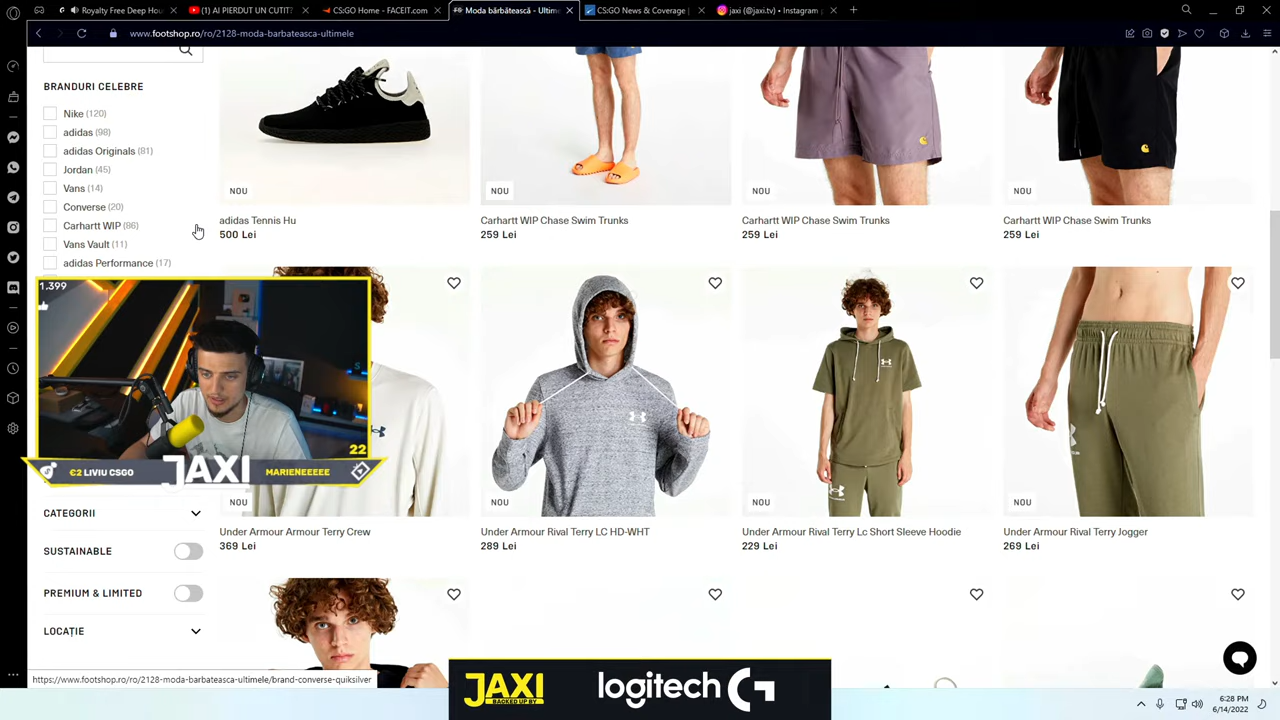 Royalty Free Deep Hou
(1) AI PIERDUT UN CUTIT?
CS:GO Home - FACEIT.com
Moda bărbătească - Ultime
CS:GO News & Coverage |
jaxi (@jaxi.tv) • Instagram p
www.footshop.ro/ro/2128-moda-barbateasca-ultimele
BRANDURI CELEBRE
Nike (120)
adidas (98)
adidas Originals (81)
Jordan (45)
Vans (14)
Converse (20)
Carhartt WIP (86)
Vans Vault (11)
adidas Performance (17)
NOU
adidas Tennis Hu
500 Lei
NOU
Carhartt WIP Chase Swim Trunks
259 Lei
NOU
Carhartt WIP Chase Swim Trunks
259 Lei
NOU
Carhartt WIP Chase Swim Trunks
259 Lei
1.399
22
€2 LIVIU CSGO
JAXI
MARIENEEEEE
NOU
Under Armour Armour Terry Crew
369 Lei
NOU
Under Armour Rival Terry LC HD-WHT
289 Lei
NOU
Under Armour Rival Terry Lc Short Sleeve Hoodie
229 Lei
NOU
Under Armour Rival Terry Jogger
269 Lei
CATEGORII
SUSTAINABLE
PREMIUM & LIMITED
LOCAȚIE
http://www.footshop.ro/ro/2128-moda-barbateasca-ultimele/brand-converse-quiksilver
JAXI
BACKED UP BY
logitech G
6:28 PM
6/14/2022